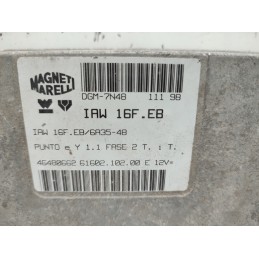 MAGNETI
MARELLI
DGM-7N48 111 98
IAW 16F.EB
IAW 16F.EB/6A35-48
PUNTO = Y 1.1 FASE 2 T. : T.
46480662 61602.102.00 E 12V=